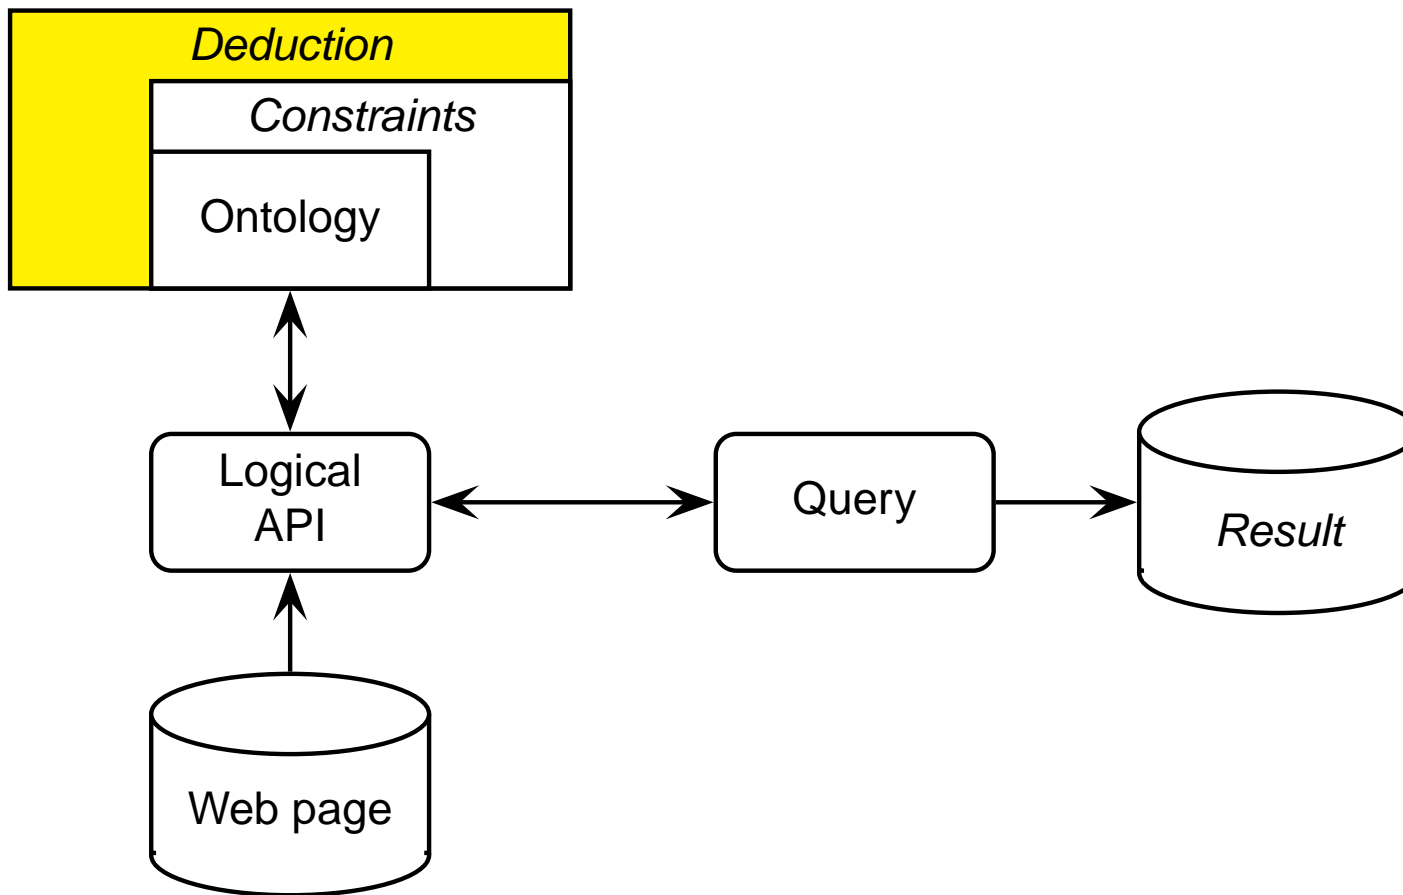 Deduction
Constraints
Ontology
Logical
API
Query
Result
Web page